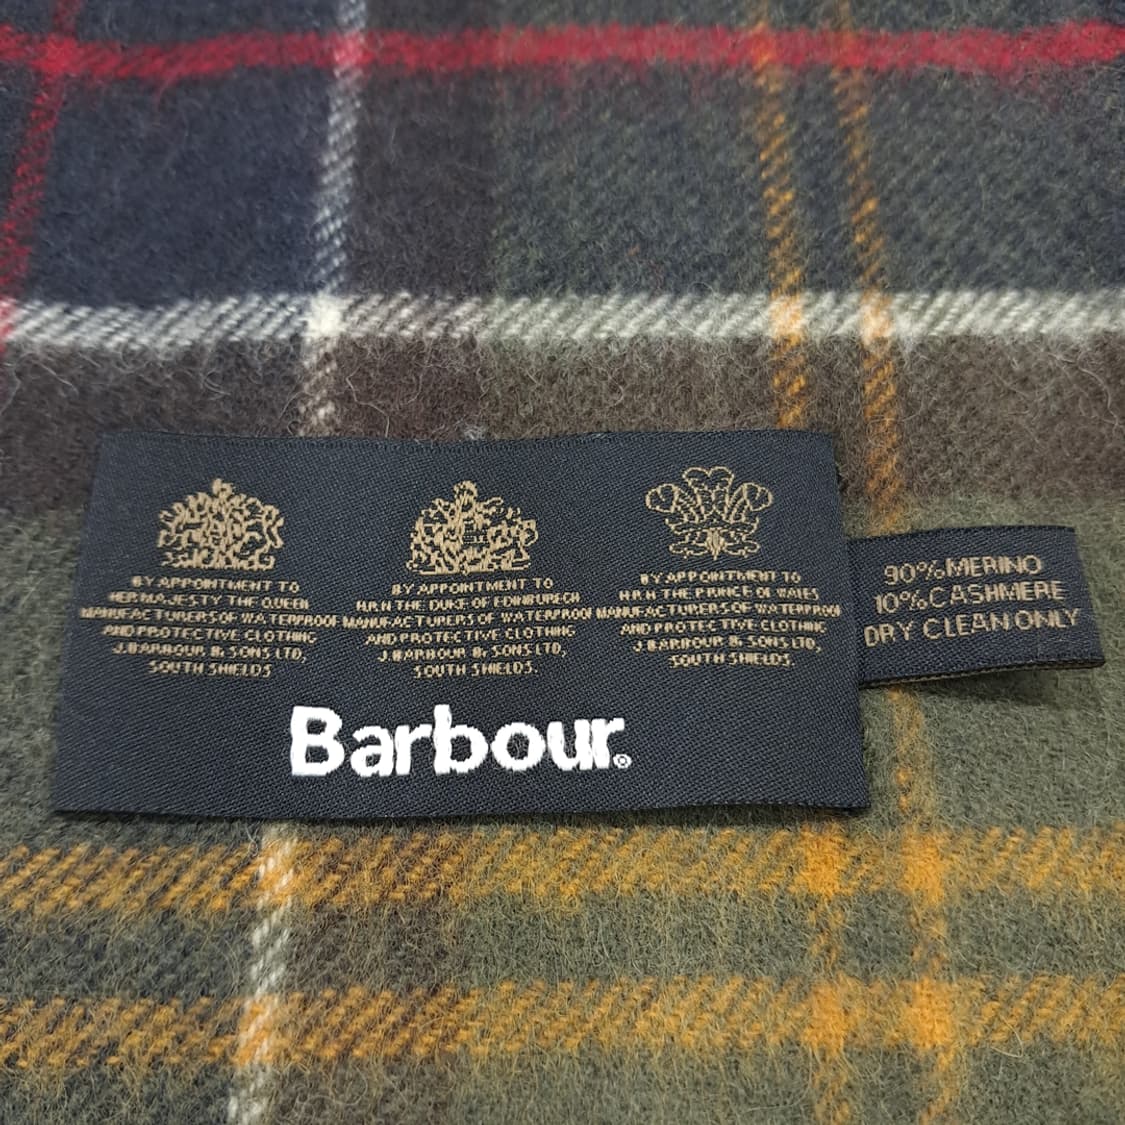 BY APPOINTMENT TO
HER MAJESTY THE QUEEN
MANUFACTURERS OF WATERPROOF
AND PROTECTIVE CLOTHING
J.BARBOUR & SONS LTD,
SOUTH SHIELDS.
BY APPOINTMENT TO
H.R.H THE DUKE OF EDINBURGH
MANUFACTURERS OF WATERPROOF
AND PROTECTIVE CLOTHING
J.BARBOUR & SONS LTD,
SOUTH SHIELDS.
BY APPOINTMENT TO
H.R.H THE PRINCE OF WALES
MANUFACTURERS OF WATERPROOF
AND PROTECTIVE CLOTHING
J.BARBOUR & SONS LTD,
SOUTH SHIELDS.
Barbour®
90% MERINO
10% CASHMERE
DRY CLEAN ONLY